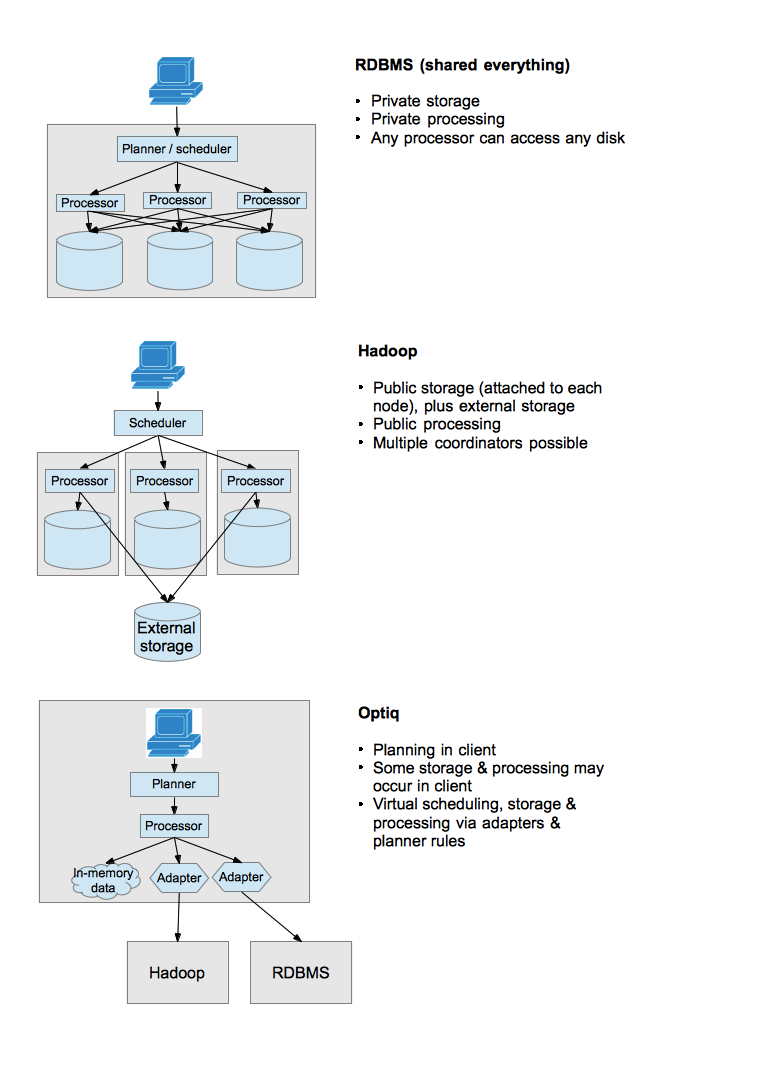 RDBMS (shared everything)
• Private storage
• Private processing
• Any processor can access any disk
Planner / scheduler
Processor
Processor
Processor
Hadoop
• Public storage (attached to each
node), plus external storage
• Public processing
• Multiple coordinators possible
Scheduler
Processor
Processor
Processor
External
storage
Optiq
• Planning in client
• Some storage & processing may
occur in client
• Virtual scheduling, storage &
processing via adapters &
planner rules
Planner
Processor
In-memory
data
Adapter
Adapter
Hadoop
RDBMS